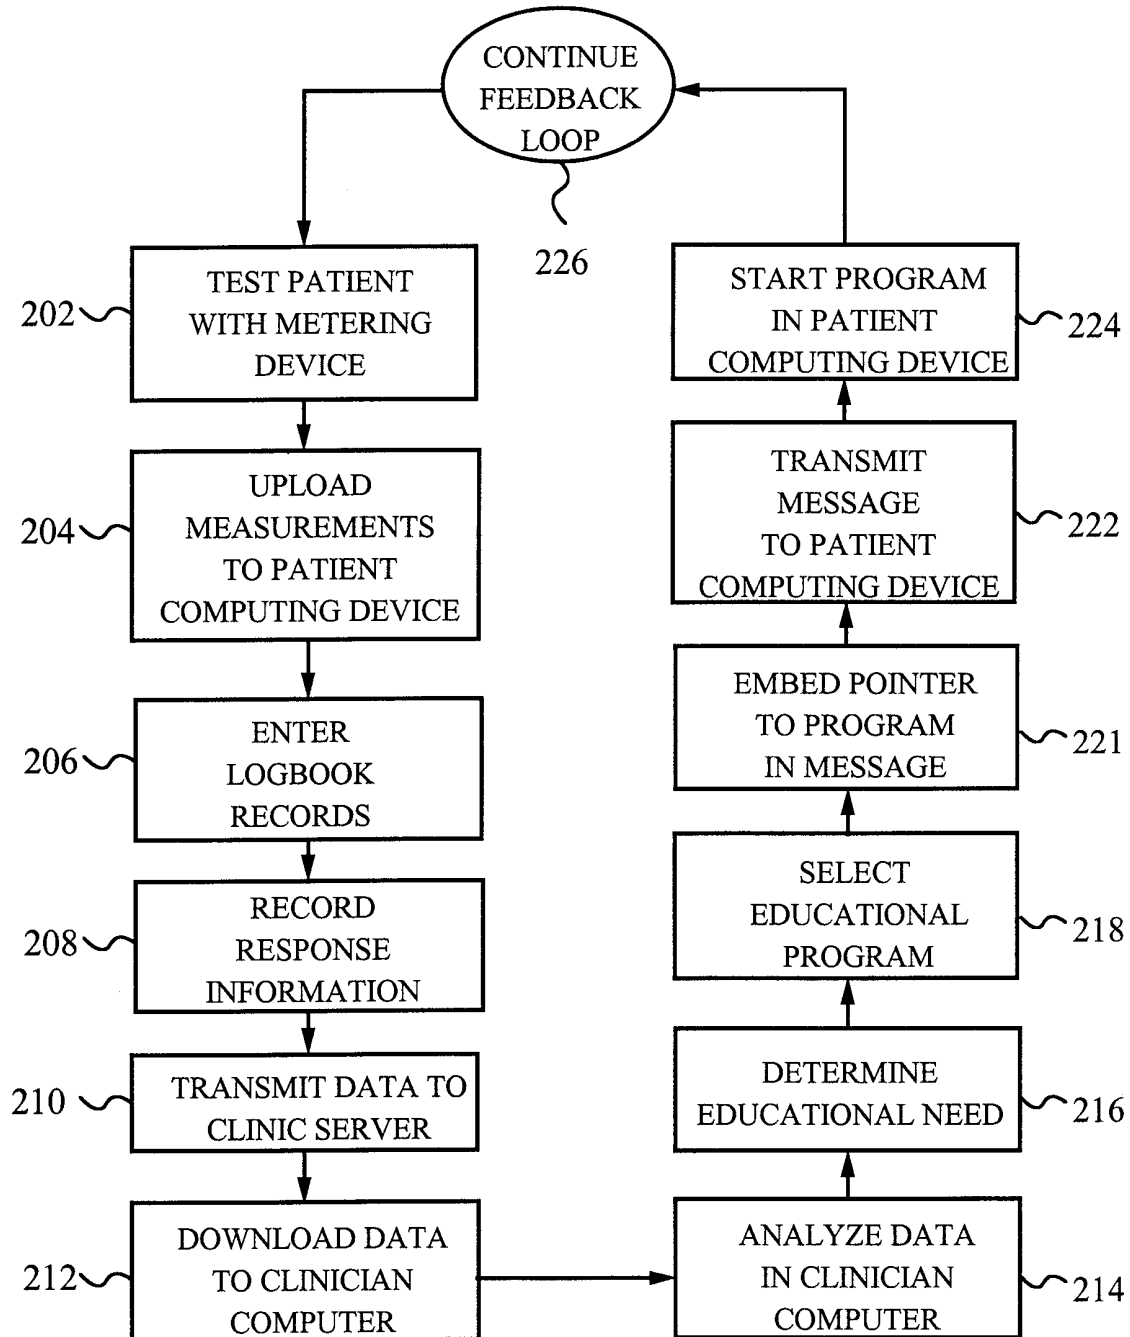 CONTINUE
FEEDBACK
LOOP
226
202
TEST PATIENT
WITH METERING
DEVICE
204
UPLOAD
MEASUREMENTS
TO PATIENT
COMPUTING DEVICE
206
ENTER
LOGBOOK
RECORDS
208
RECORD
RESPONSE
INFORMATION
210
TRANSMIT DATA TO
CLINIC SERVER
212
DOWNLOAD DATA
TO CLINICIAN
COMPUTER
ANALYZE DATA
IN CLINICIAN
COMPUTER
214
DETERMINE
EDUCATIONAL NEED
216
SELECT
EDUCATIONAL
PROGRAM
218
EMBED POINTER
TO PROGRAM
IN MESSAGE
221
TRANSMIT
MESSAGE
TO PATIENT
COMPUTING DEVICE
222
START PROGRAM
IN PATIENT
COMPUTING DEVICE
224